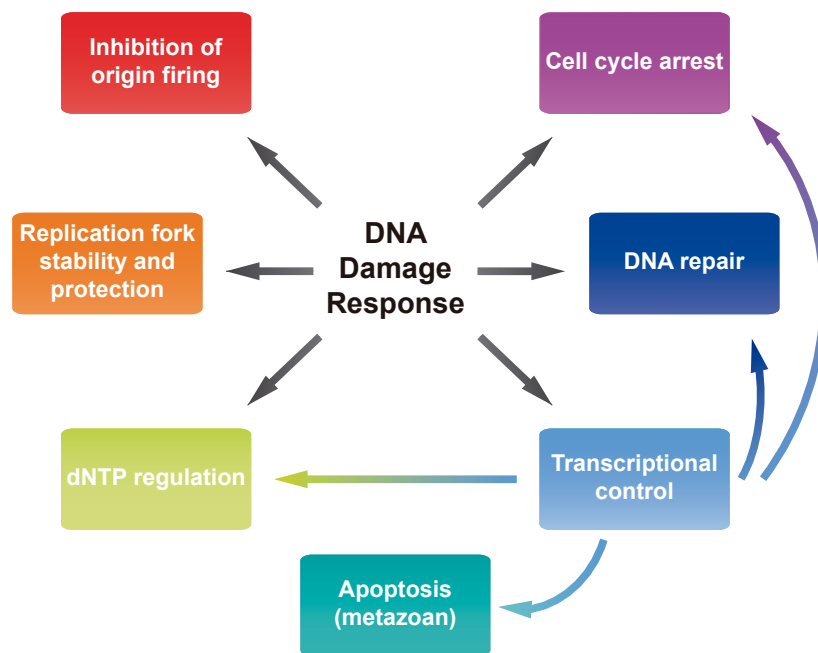 Inhibition of
origin firing
Cell cycle arrest
Replication fork
stability and
protection
DNA
Damage
Response
DNA repair
dNTP regulation
Transcriptional
control
Apoptosis
(metazoan)